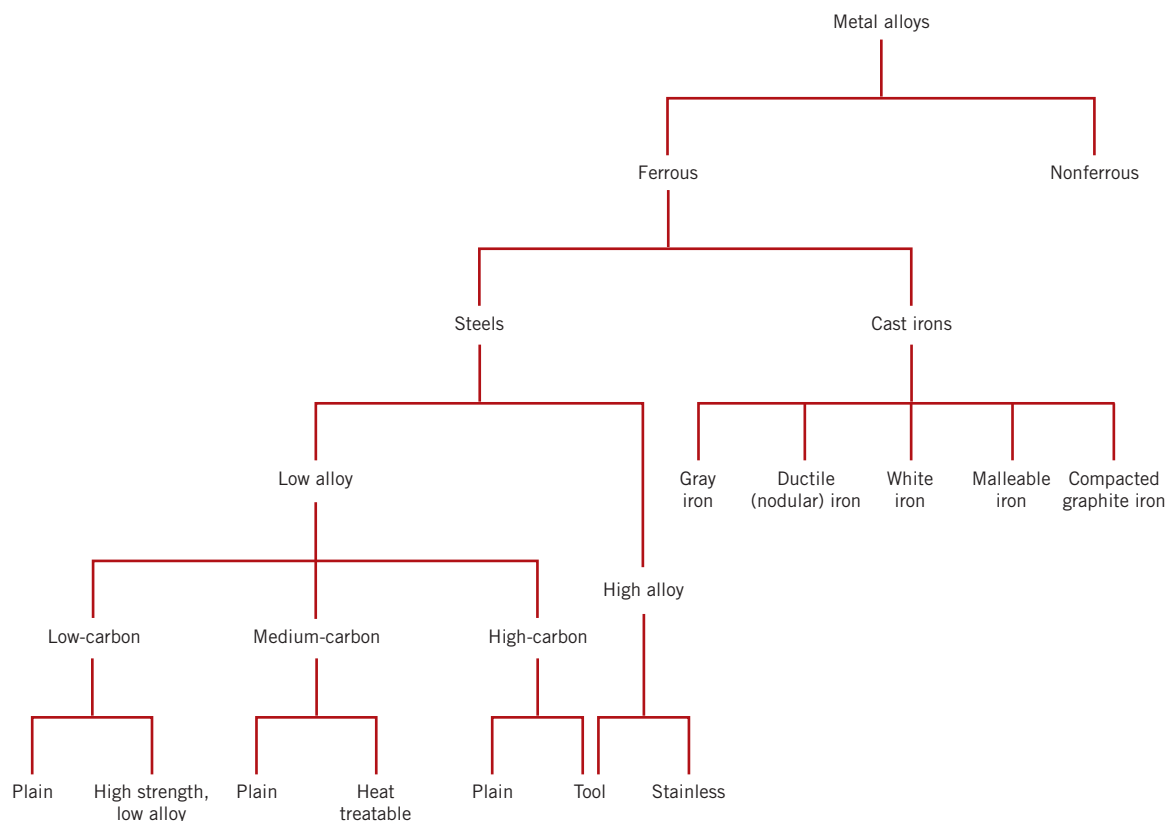 Metal alloys
Ferrous
Nonferrous
Steels
Cast irons
Low alloy
Gray
iron
Ductile
(nodular) iron
White
iron
Malleable
iron
Compacted
graphite iron
High alloy
Low-carbon
Medium-carbon
High-carbon
Plain
High strength,
low alloy
Plain
Heat
treatable
Plain
Tool
Stainless